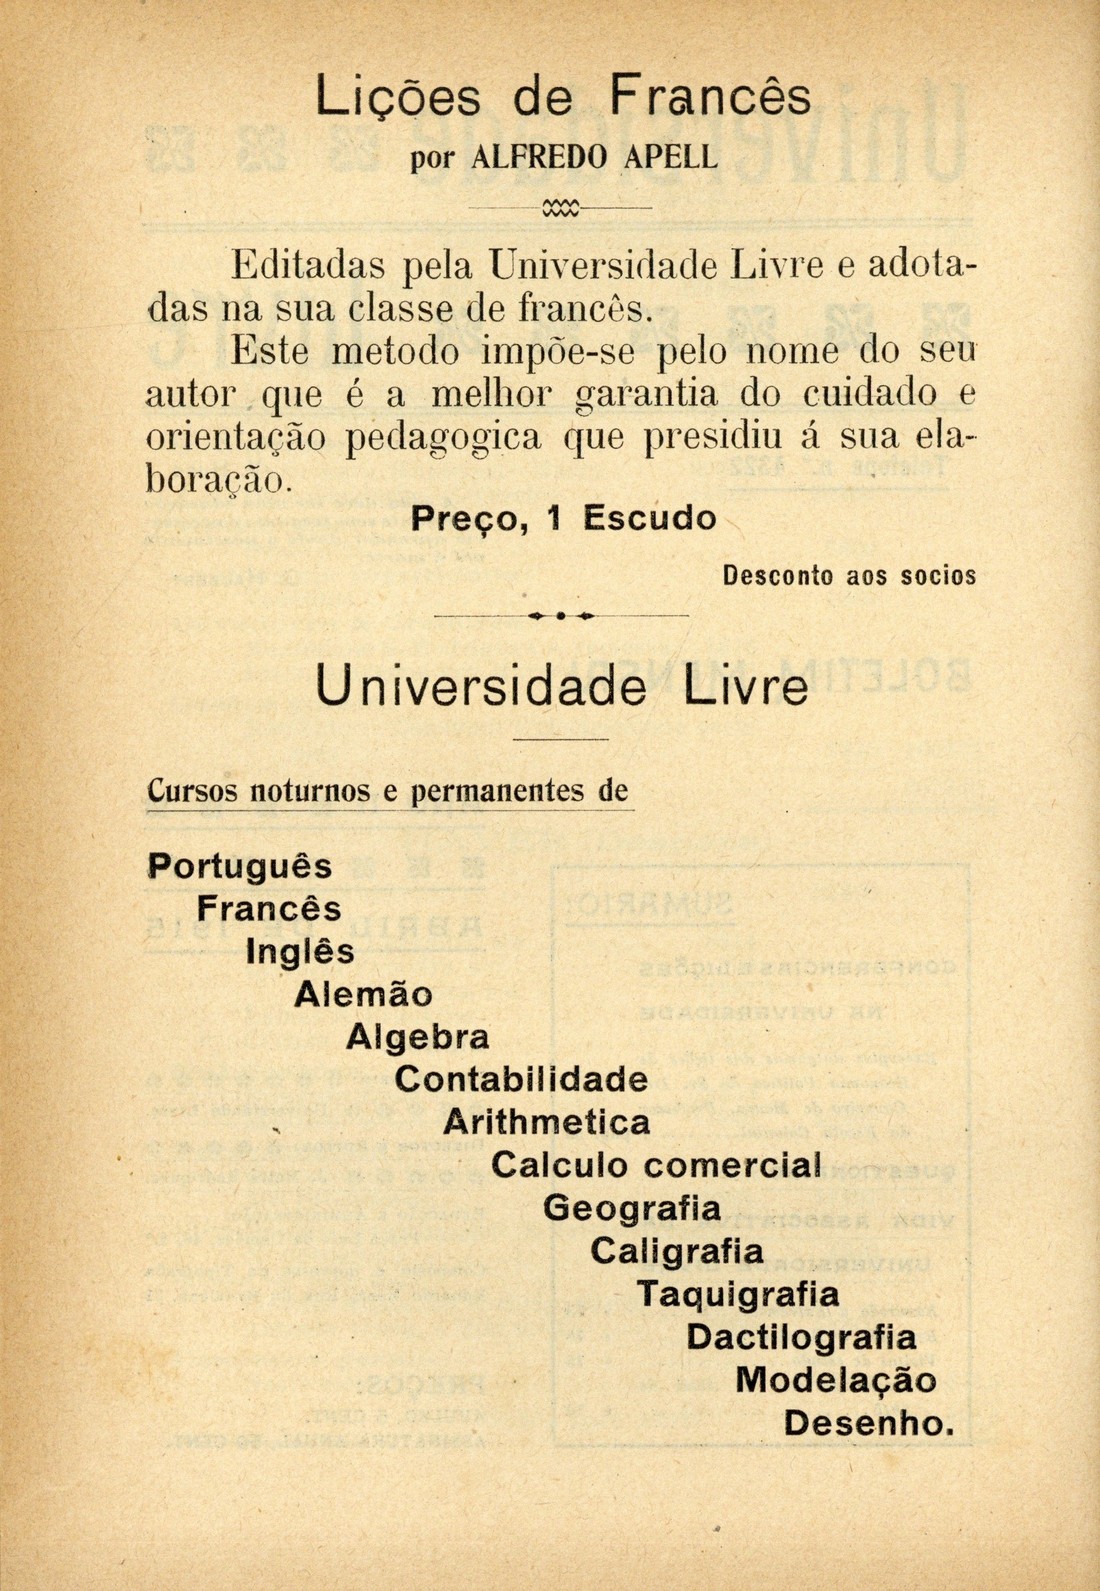 Lições de Francês
por ALFREDO APELL
Editadas pela Universidade Livre e adota-
das na sua classe de francês.
Este metodo impõe-se pelo nome do seu
autor que é a melhor garantia do cuidado e
orientação pedagogica que presidiu á sua ela-
boração.
Preço, 1 Escudo
Desconto aos socios
Universidade Livre
Cursos noturnos e permanentes de
Português
Francês
Inglês
Alemão
Algebra
Contabilidade
Arithmetica
Calculo comercial
Geografia
Caligrafia
Taquigrafia
Dactilografia
Modelação
Desenho.